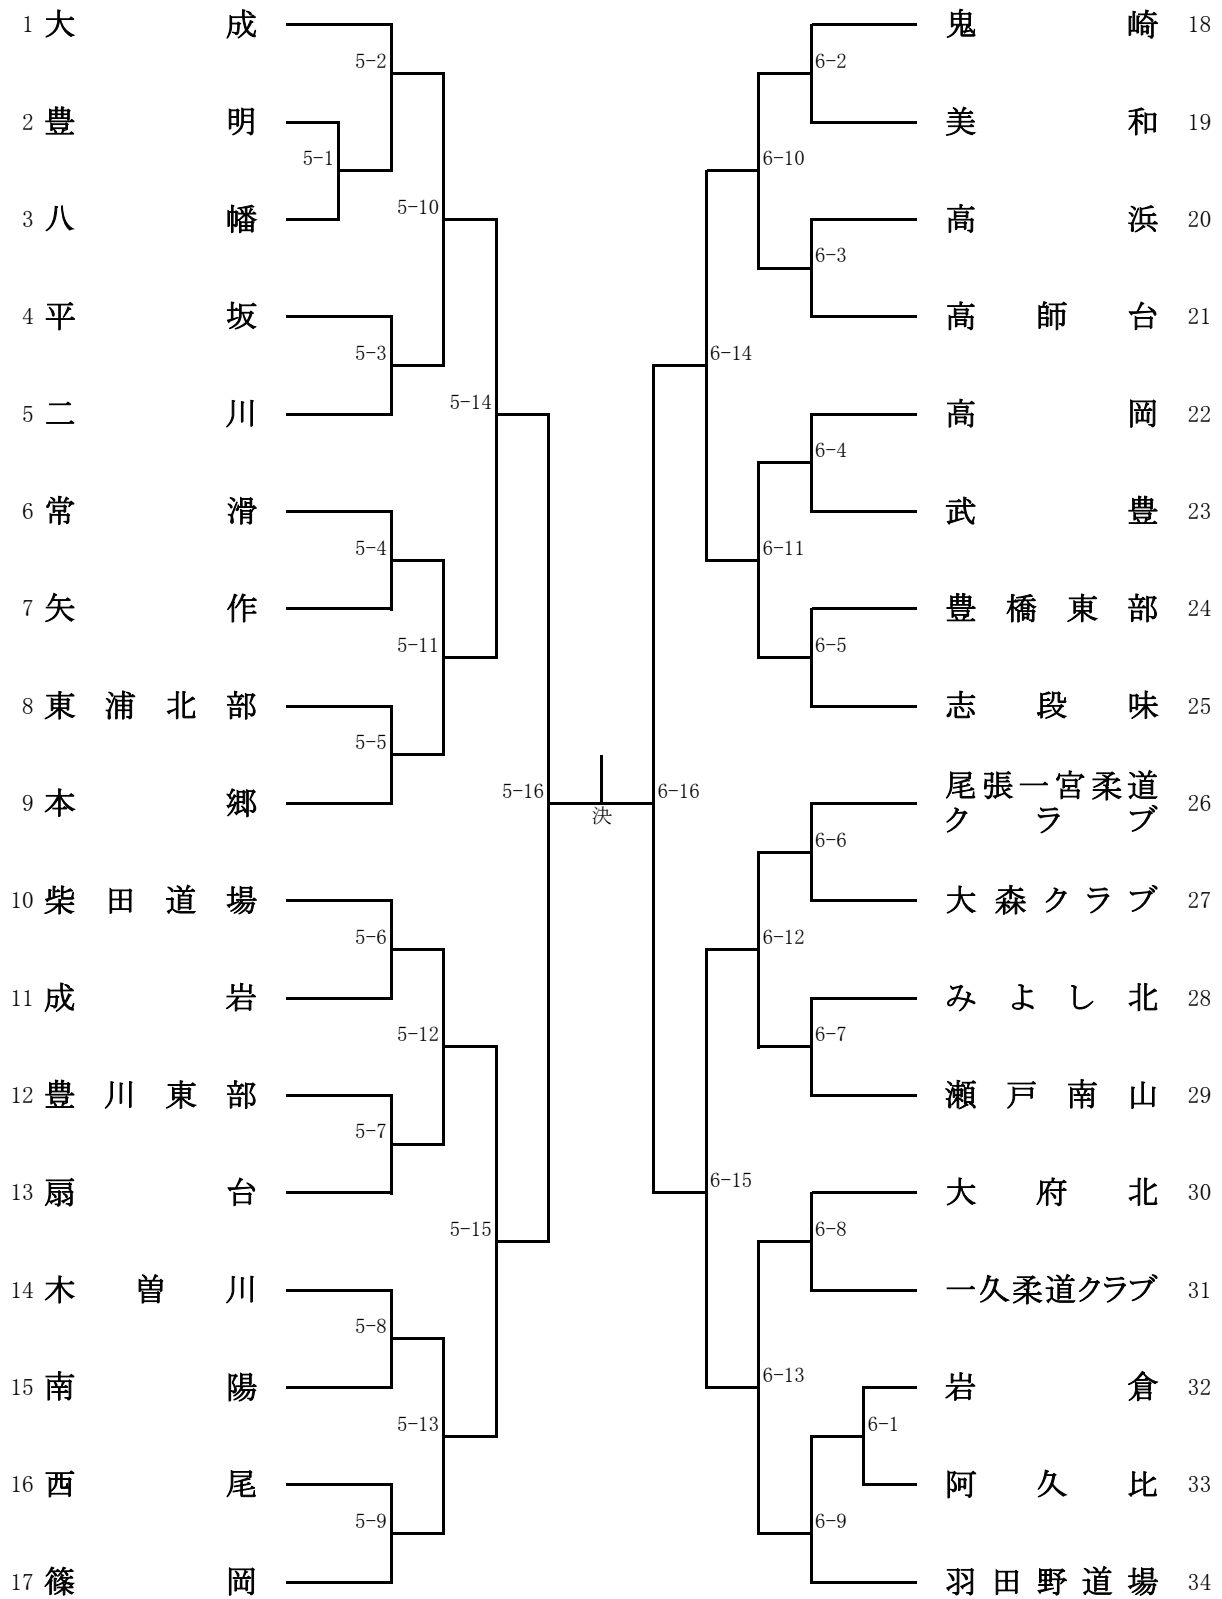 1 大成
5-2
2 豊明
5-1
3 八幡
5-10
4 平坂
5-3
5 二川
5-14
6 常滑
5-4
7 矢作
5-11
8 東浦北部
5-5
9 本郷
5-16
10 柴田道場
5-6
11 成岩
5-12
12 豊川東部
5-7
13 扇台
5-15
14 木曽川
5-8
15 南陽
5-13
16 西尾
5-9
17 篠岡
決
鬼崎 18
6-2
美和 19
6-10
高浜 20
6-3
高師台 21
6-14
高岡 22
6-4
武豊 23
6-11
豊橋東部 24
6-5
志段味 25
6-16
尾張一宮柔道
クラブ 26
6-6
大森クラブ 27
6-12
みよし北 28
6-7
瀬戸南山 29
6-15
大府北 30
6-8
一久柔道クラブ 31
6-13
岩倉 32
6-1
阿久比 33
6-9
羽田野道場 34